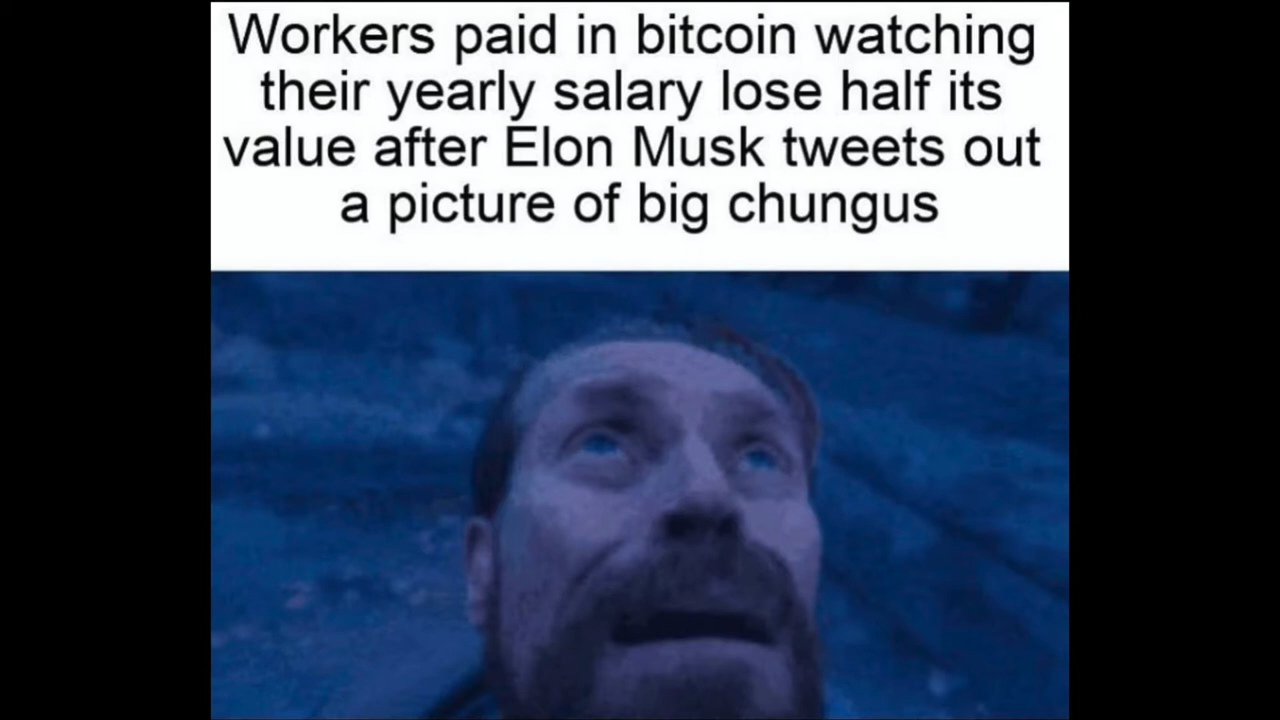 Workers paid in bitcoin watching
their yearly salary lose half its
value after Elon Musk tweets out
a picture of big chungus